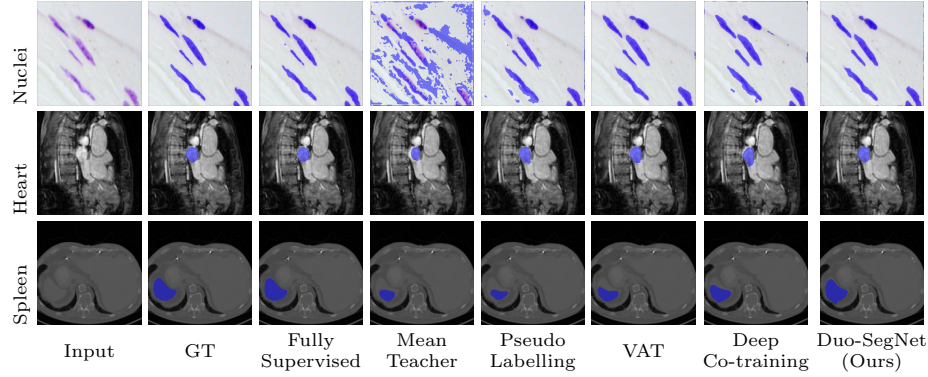 Nuclei
Heart
Spleen
Input
GT
Fully
Supervised
Mean
Teacher
Pseudo
Labelling
VAT
Deep
Co-training
Duo-SegNet
(Ours)